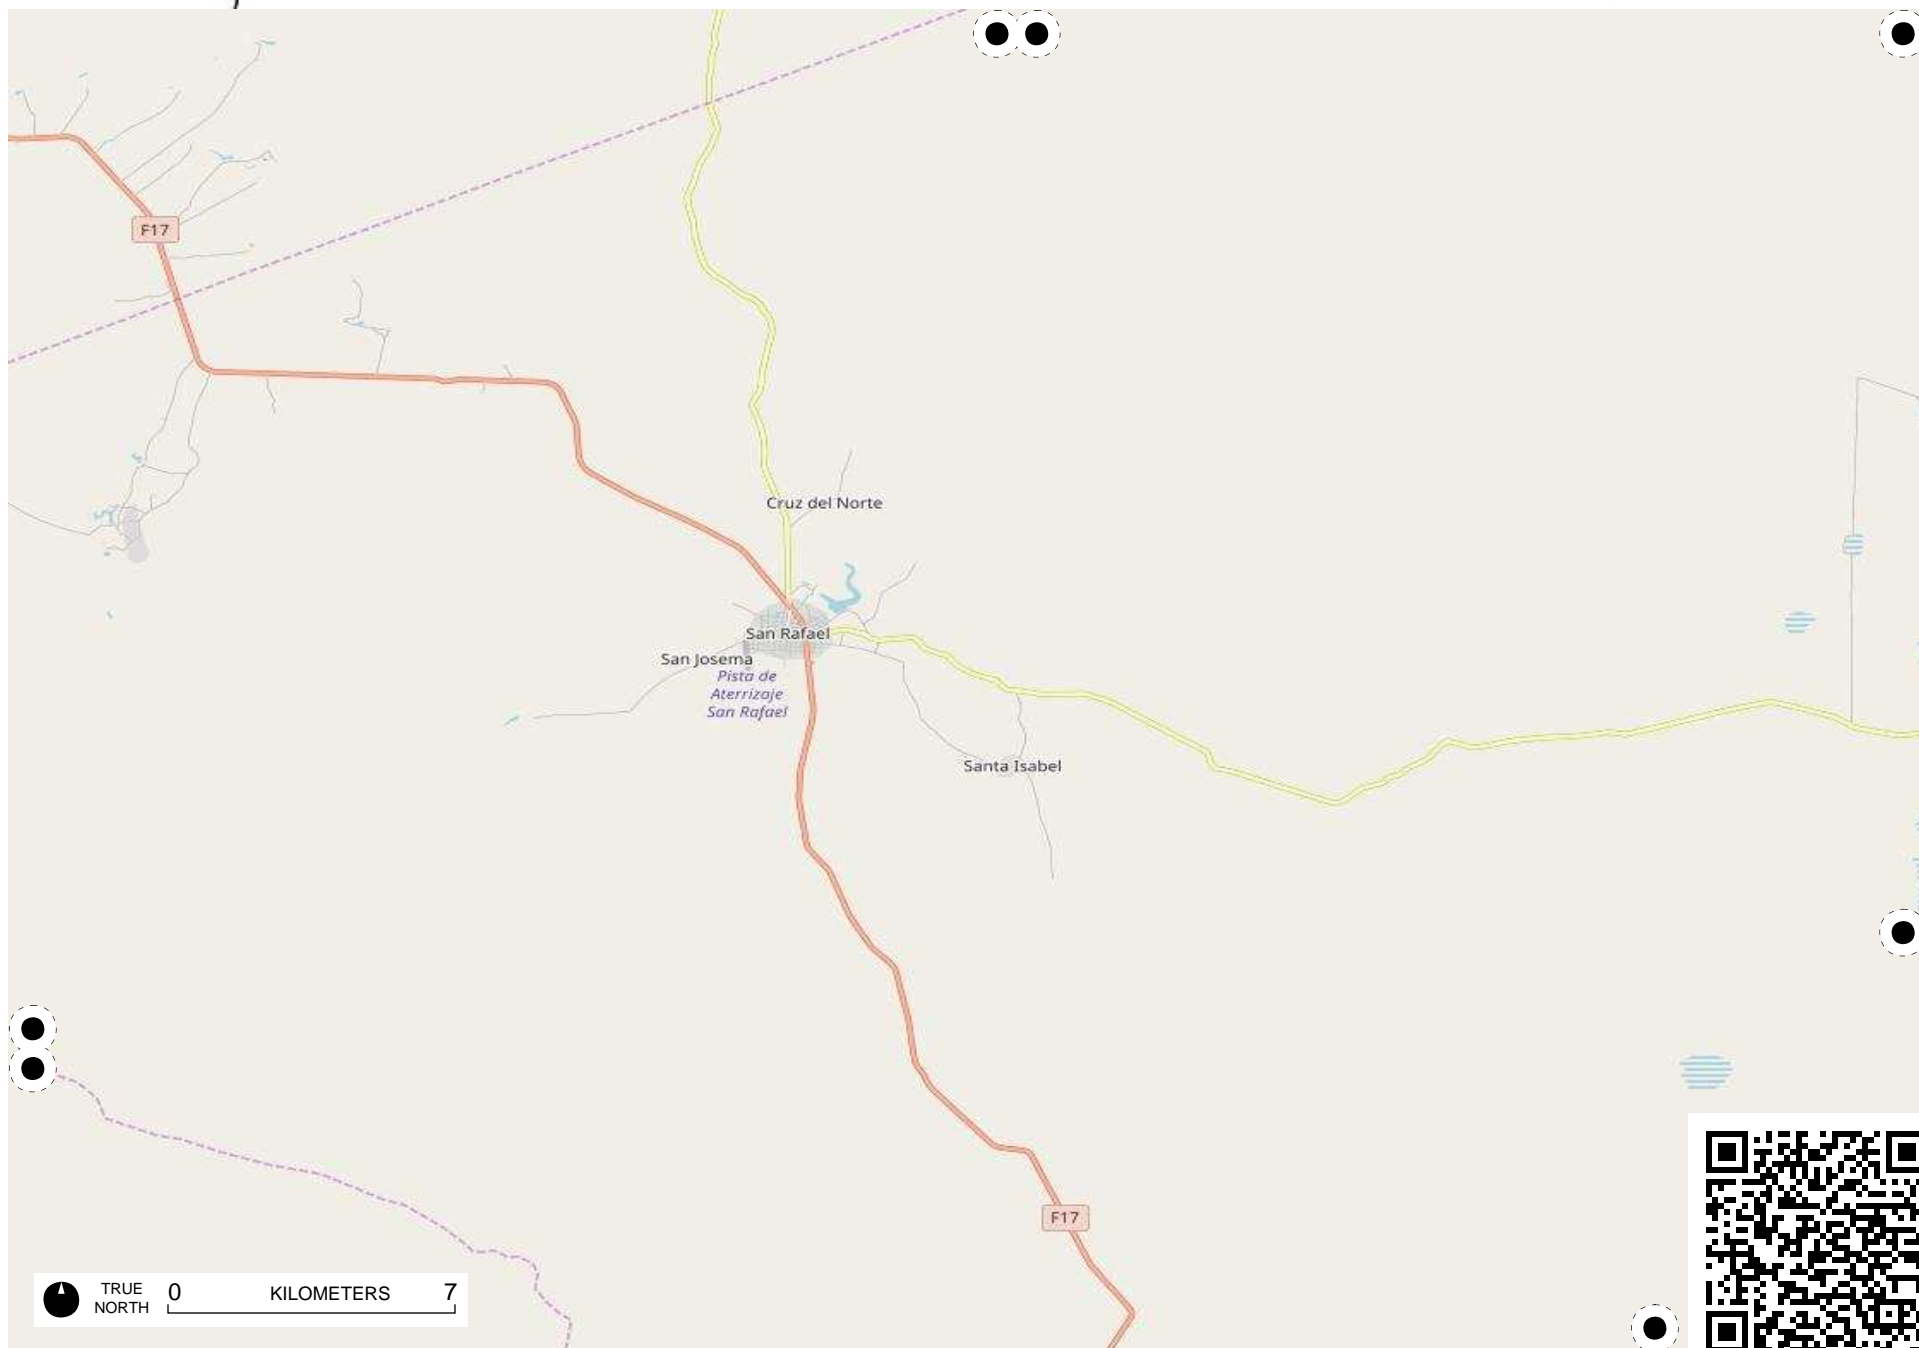 F17
Cruz del Norte
San Rafael
San Josema
Pista de
Aterrizaje
San Rafael
Santa Isabel
F17
TRUE
NORTH
0 KILOMETERS 7